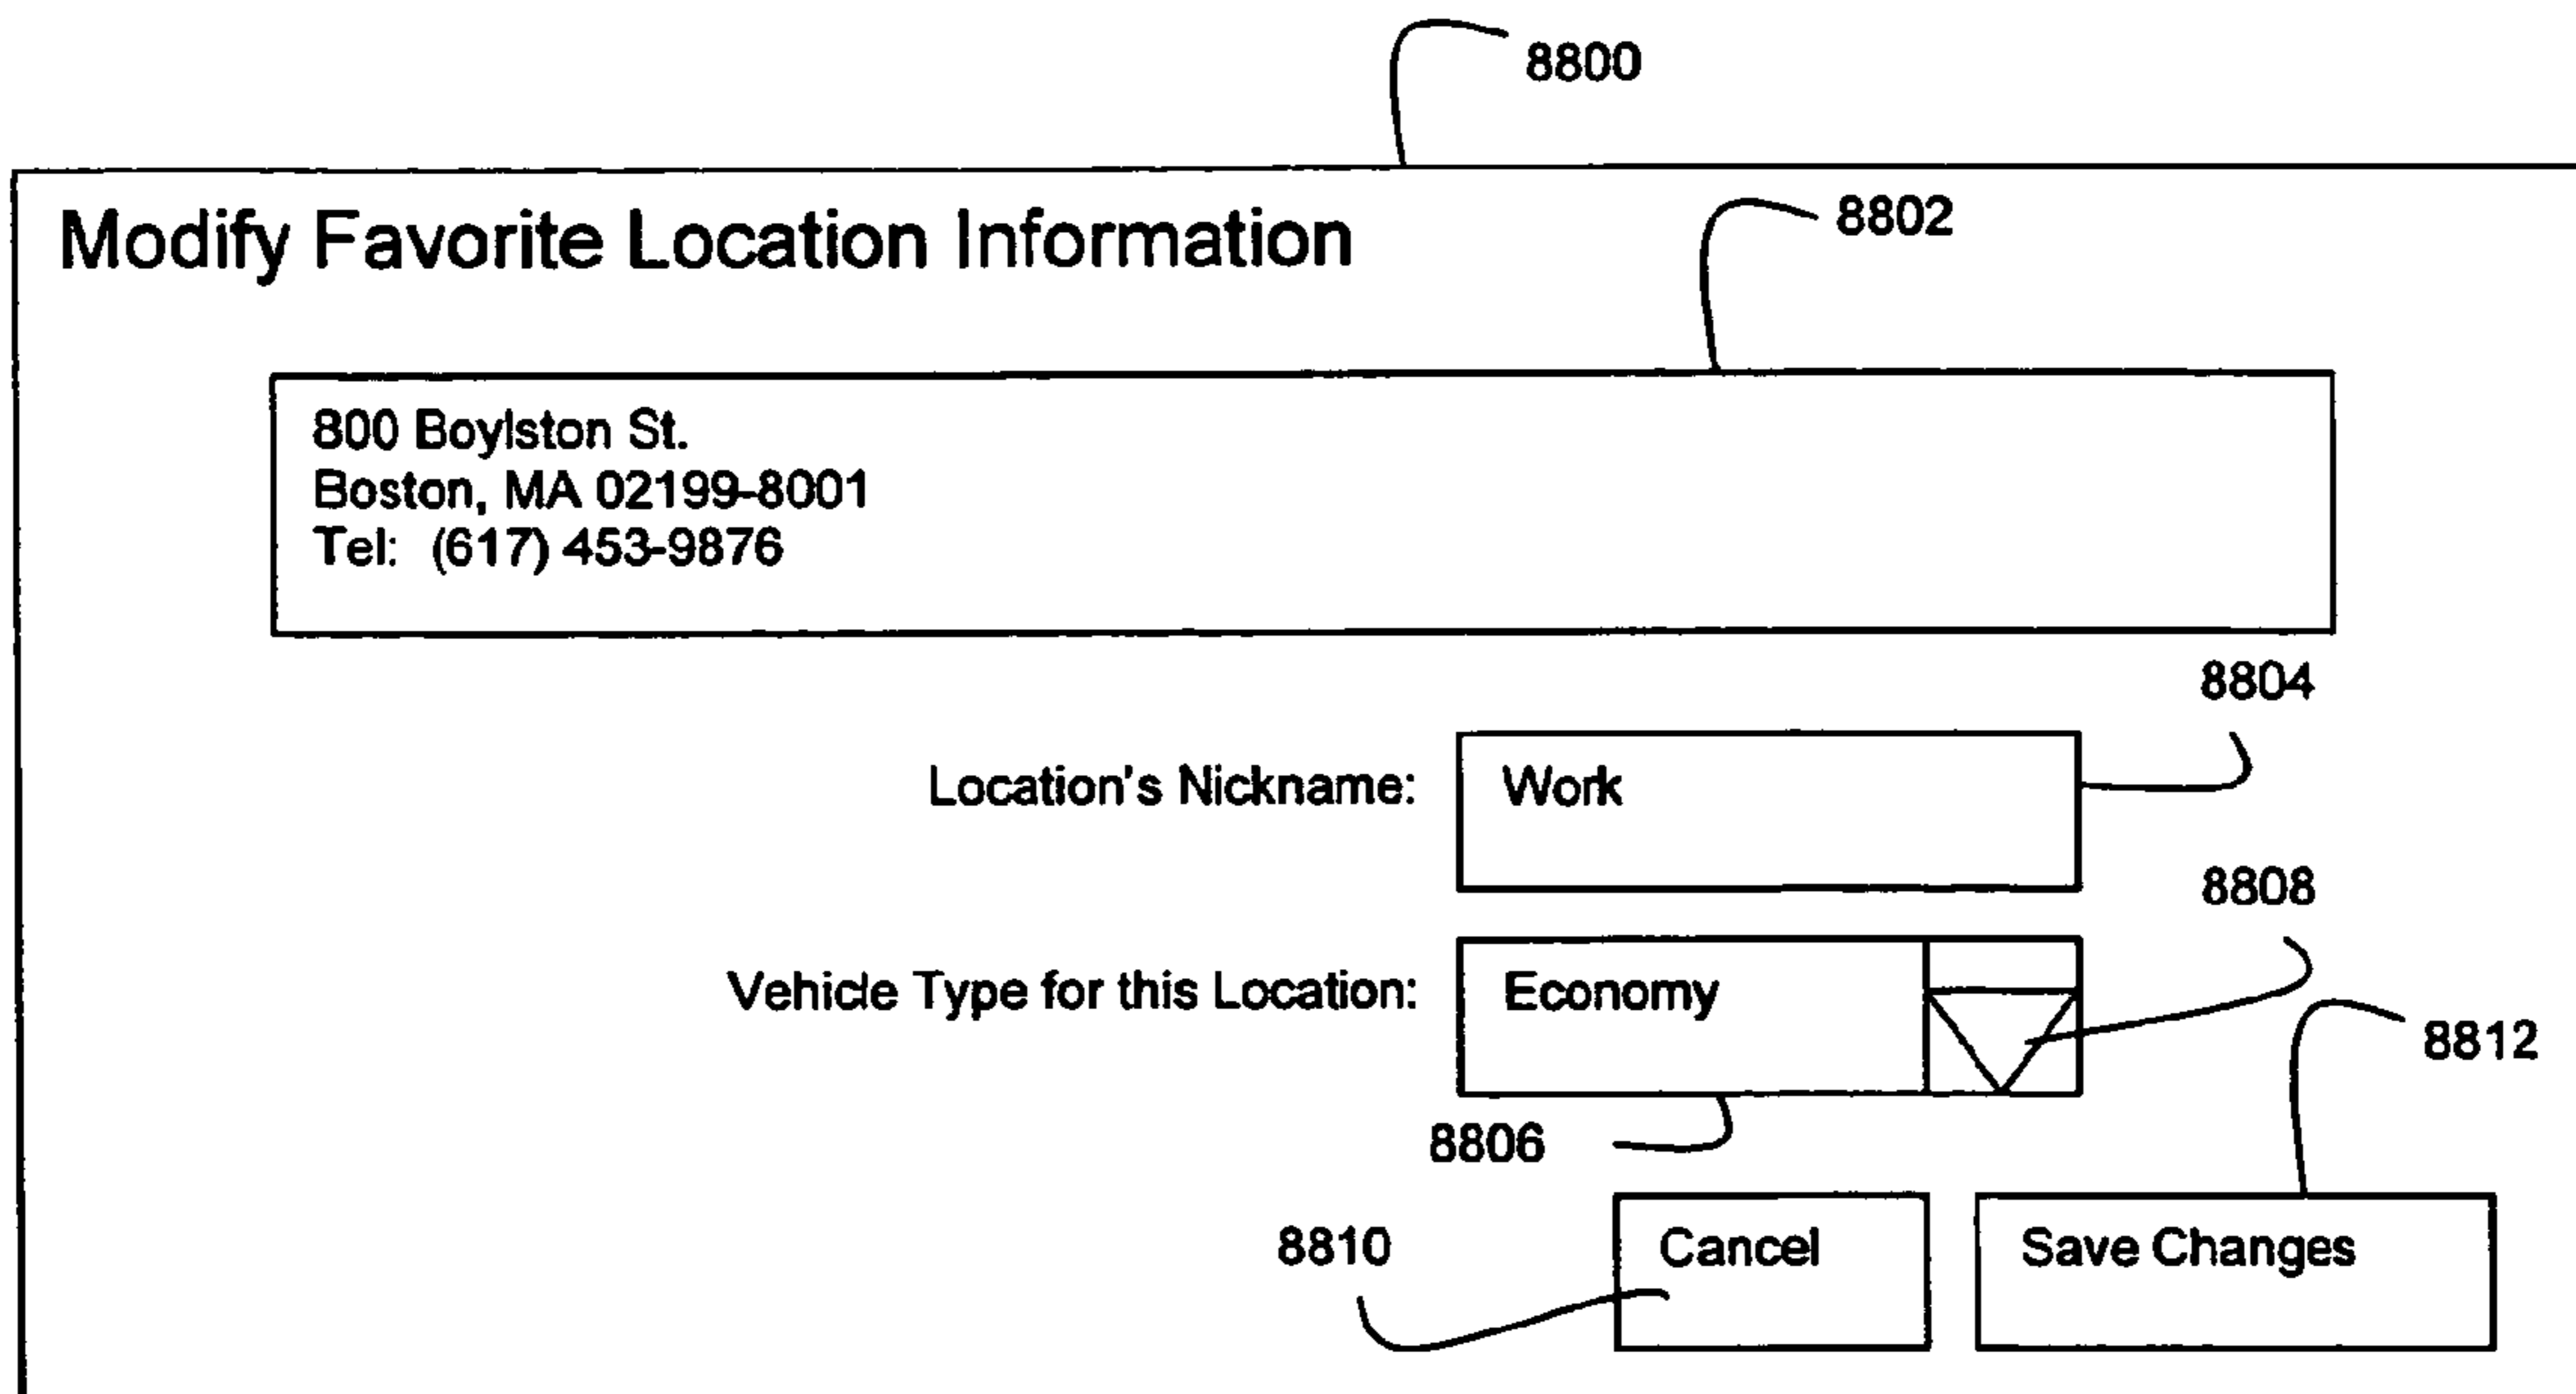 8800
Modify Favorite Location Information
8802
800 Boylston St.
Boston, MA 02199-8001
Tel: (617) 453-9876
8804
Location's Nickname: Work
8808
Vehicle Type for this Location: Economy
8812
8806
8810 Cancel Save Changes